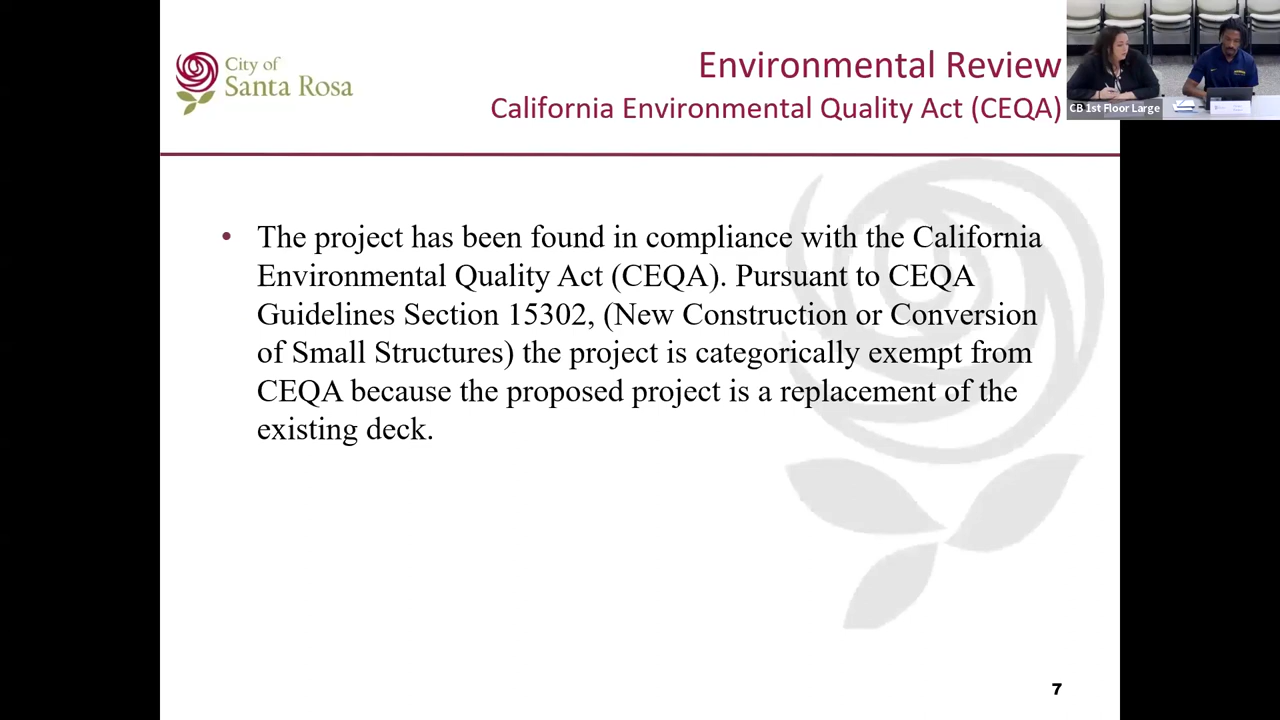 City of
Santa Rosa
Environmental Review
California Environmental Quality Act (CEQA)
CB 1st Floor Large
• The project has been found in compliance with the California
Environmental Quality Act (CEQA). Pursuant to CEQA
Guidelines Section 15302, (New Construction or Conversion
of Small Structures) the project is categorically exempt from
CEQA because the proposed project is a replacement of the
existing deck.
7